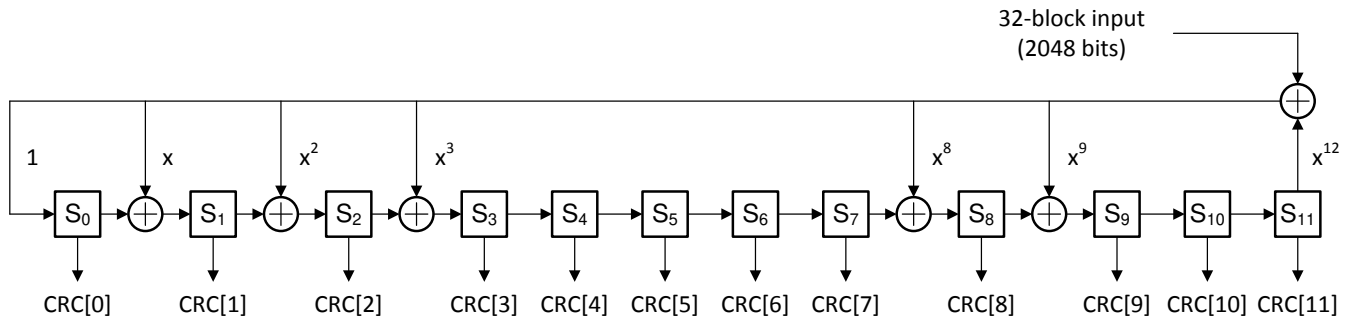 32-block input
(2048 bits)
1 x x² x³ x⁸ x⁹ x¹²
S₀ S₁ S₂ S₃ S₄ S₅ S₆ S₇ S₈ S₉ S₁₀ S₁₁
CRC[0] CRC[1] CRC[2] CRC[3] CRC[4] CRC[5] CRC[6] CRC[7] CRC[8] CRC[9] CRC[10] CRC[11]